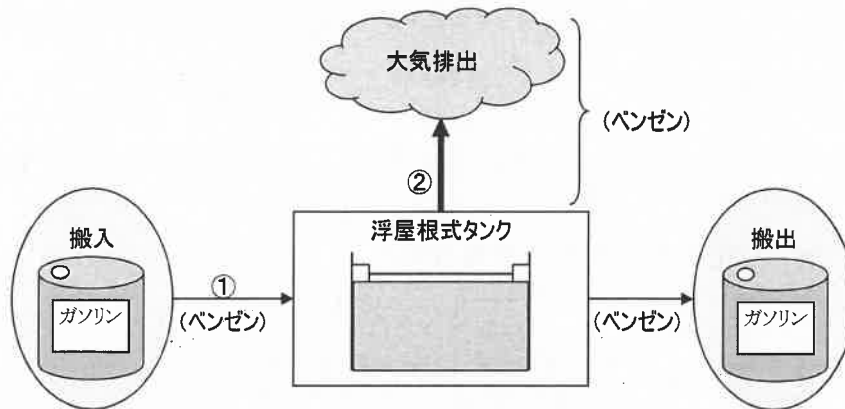 大気排出
(ベンゼン)
②
搬入
ガソリン
①
(ベンゼン)
浮屋根式タンク
(ベンゼン)
搬出
ガソリン